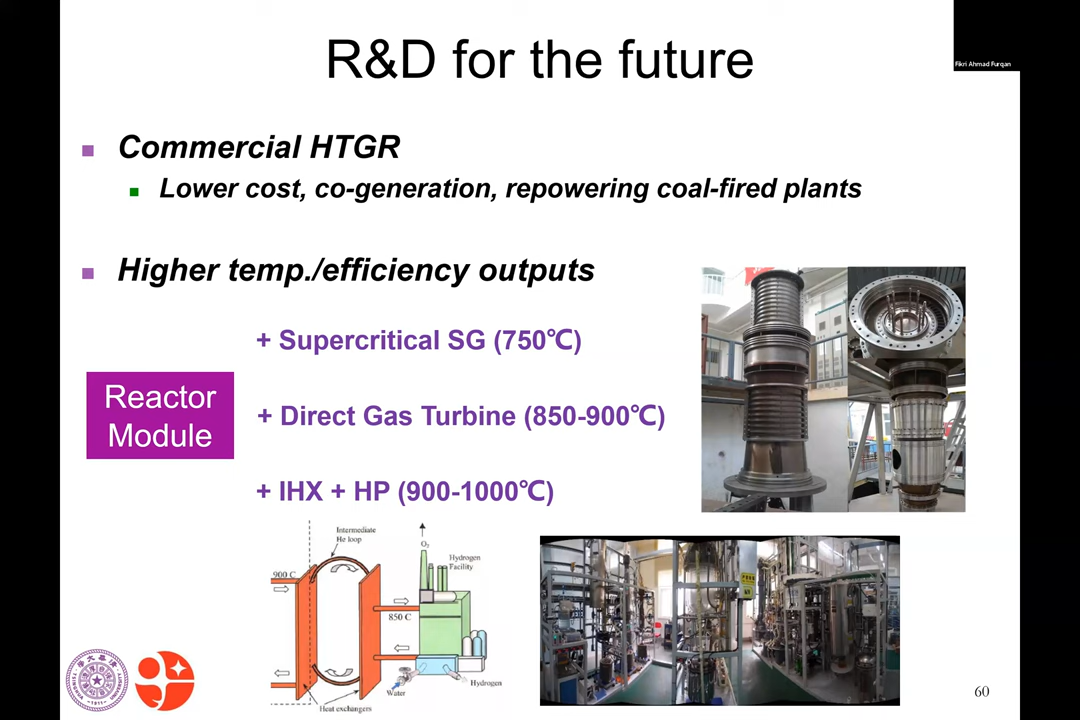 R&D for the future
Fikri Ahmad Furqan
Commercial HTGR
Lower cost, co-generation, repowering coal-fired plants
Higher temp./efficiency outputs
+ Supercritical SG (750℃)
Reactor
Module
+ Direct Gas Turbine (850-900℃)
+ IHX + HP (900-1000℃)
Intermediate
He loop
O₂
Hydrogen
Facility
900 C
850 C
Water
Hydrogen
Heat exchangers
-1911-
60